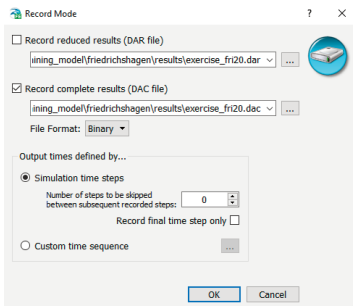 Record Mode
? ×
Record reduced results (DAR file)
ining_model\friedrichshagen\results\exercise_fri20.dar
...
Record complete results (DAC file)
ining_model\friedrichshagen\results\exercise_fri20.dac
...
File Format: Binary
Output times defined by...
Simulation time steps
Number of steps to be skipped
between subsequent recorded steps: 0
Record final time step only
Custom time sequence
...
OK Cancel